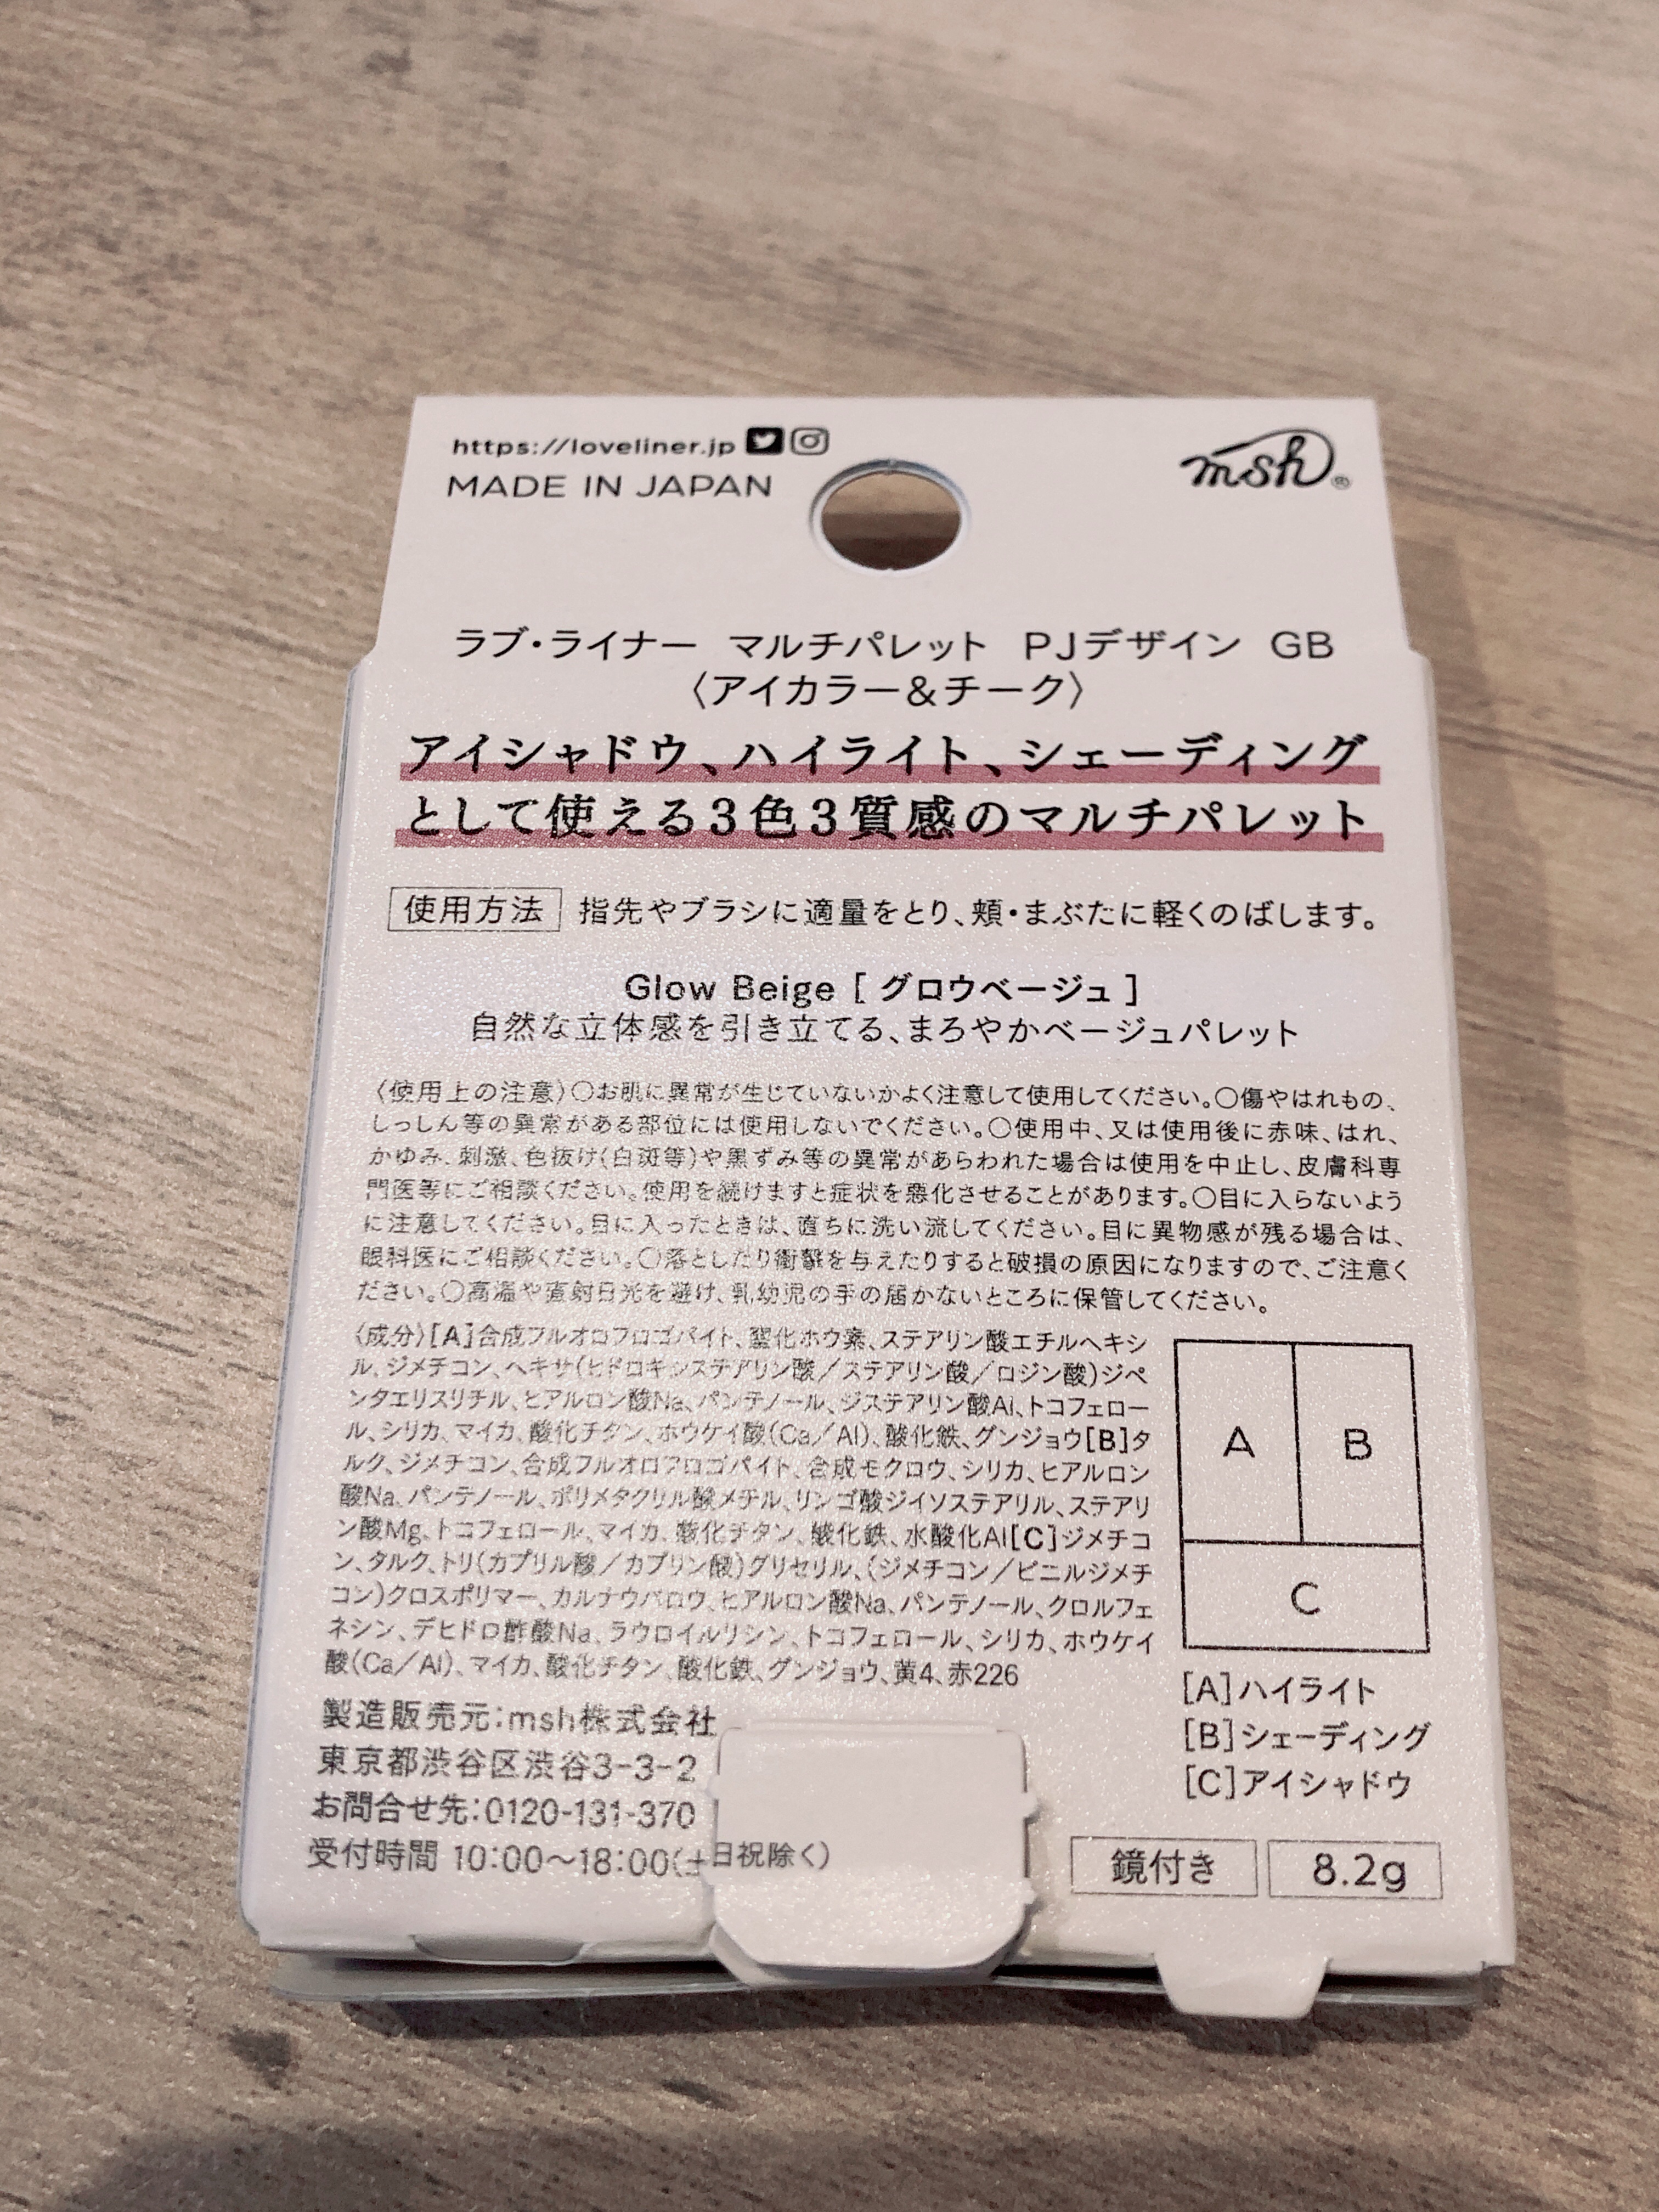 https://loveliner.jp
MADE IN JAPAN
msh®
ラブ・ライナー マルチパレット PJデザイン GB
〈アイカラー&チーク〉
アイシャドウ、ハイライト、シェーディング
として使える3色3質感のマルチパレット
使用方法 指先やブラシに適量をとり、頬・まぶたに軽くのばします。
Glow Beige [ グロウベージュ ]
自然な立体感を引き立てる、まろやかベージュパレット
〈使用上の注意〉○お肌に異常が生じていないかよく注意して使用してください。○傷やはれもの、
しっしん等の異常がある部位には使用しないでください。○使用中、又は使用後に赤味、はれ、
かゆみ、刺激、色抜け(白斑等)や黒ずみ等の異常があらわれた場合は使用を中止し、皮膚科専
門医等にご相談ください。使用を続けますと症状を悪化させることがあります。○目に入らないよう
に注意してください。目に入ったときは、直ちに洗い流してください。目に異物感が残る場合は、
眼科医にご相談ください。○落としたり衝撃を与えたりすると破損の原因になりますので、ご注意く
ださい。○高温や直射日光を避け、乳幼児の手の届かないところに保管してください。
〈成分〉[A]合成フルオロフロゴパイト、窒化ホウ素、ステアリン酸エチルヘキシ
ル、ジメチコン、ヘキサ(ヒドロキシステアリン酸/ステアリン酸/ロジン酸)ジペ
ンタエリスリチル、ヒアルロン酸Na、パンテノール、ジステアリン酸Al、トコフェロー
ル、シリカ、マイカ、酸化チタン、ホウケイ酸(Ca/Al)、酸化鉄、グンジョウ[B]タ
ルク、ジメチコン、合成フルオロフロゴパイト、合成モクロウ、シリカ、ヒアルロン
酸Na、パンテノール、ポリメタクリル酸メチル、リンゴ酸ジイソステアリル、ステアリ
ン酸Mg、トコフェロール、マイカ、酸化チタン、酸化鉄、水酸化Al[C]ジメチコ
ン、タルク、トリ(カプリル酸/カプリン酸)グリセリル、(ジメチコン/ビニルジメチ
コン)クロスポリマー、カルナウバロウ、ヒアルロン酸Na、パンテノール、クロルフェ
ネシン、デヒドロ酢酸Na、ラウロイルリシン、トコフェロール、シリカ、ホウケイ
酸(Ca/Al)、マイカ、酸化チタン、酸化鉄、グンジョウ、黄4、赤226
A
B
C
[A]ハイライト
[B]シェーディング
[C]アイシャドウ
製造販売元:msh株式会社
東京都渋谷区渋谷3-3-2
お問合せ先:0120-131-370
受付時間 10:00〜18:00(土日祝除く)
鏡付き
8.2g